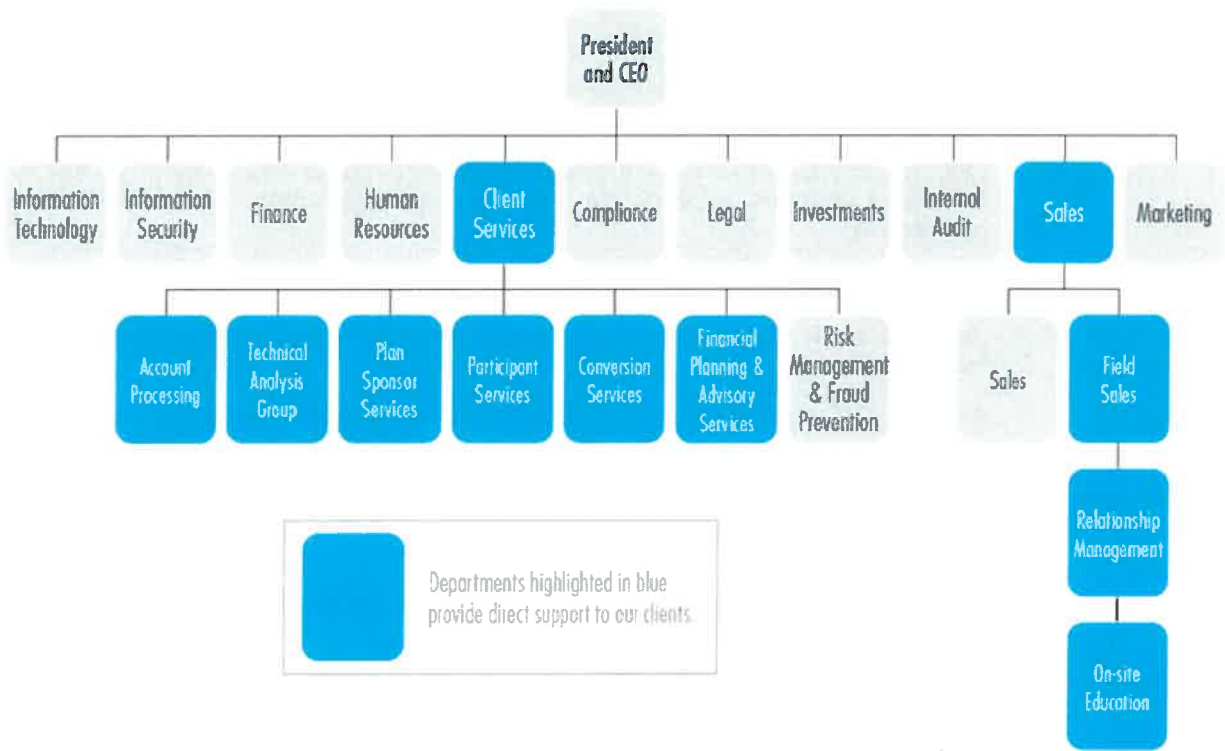 President
and CEO
Information
Technology
Information
Security
Finance
Human
Resources
Client
Services
Compliance
Legal
Investments
Internal
Audit
Sales
Marketing
Account
Processing
Technical
Analysis
Group
Plan
Sponsor
Services
Participant
Services
Conversion
Services
Financial
Planning &
Advisory
Services
Risk
Management
& Fraud
Prevention
Sales
Field
Sales
Relationship
Management
On-site
Education
Departments highlighted in blue
provide direct support to our clients.